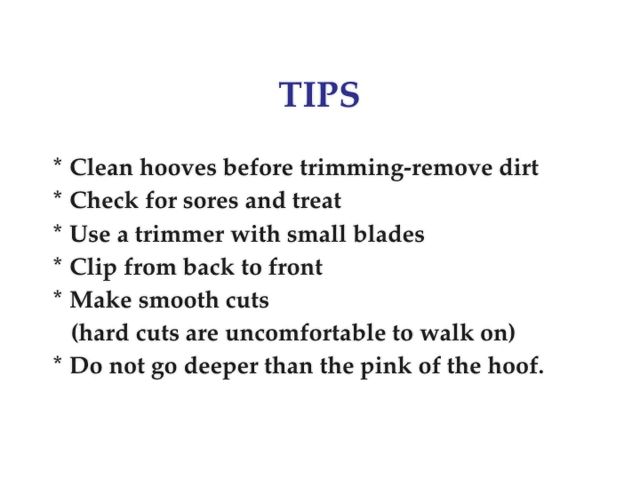 TIPS
* Clean hooves before trimming-remove dirt
* Check for sores and treat
* Use a trimmer with small blades
* Clip from back to front
* Make smooth cuts
(hard cuts are uncomfortable to walk on)
* Do not go deeper than the pink of the hoof.